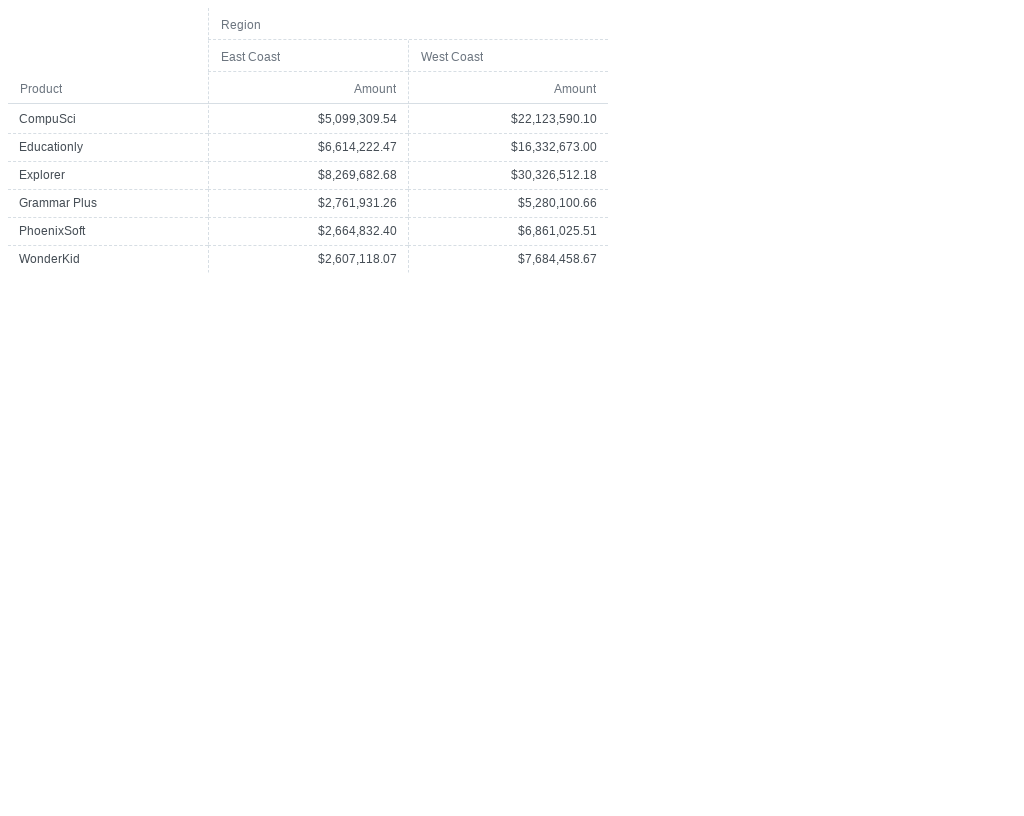 Region
East Coast West Coast
Product Amount Amount
CompuSci $5,099,309.54 $22,123,590.10
Educationly $6,614,222.47 $16,332,673.00
Explorer $8,269,682.68 $30,326,512.18
Grammar Plus $2,761,931.26 $5,280,100.66
PhoenixSoft $2,664,832.40 $6,861,025.51
WonderKid $2,607,118.07 $7,684,458.67